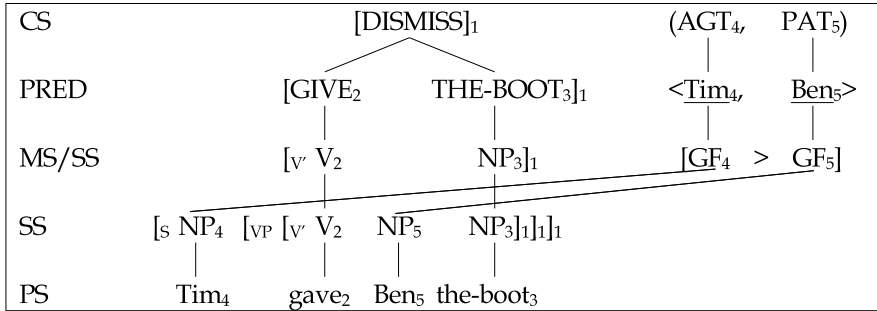 CS [DISMISS]₁ (AGT₄, PAT₅)
PRED [GIVE₂ THE-BOOT₃]₁ <Tim₄, Ben₅>
MS/SS [V' V₂ NP₃]₁ [GF₄ > GF₅]
SS [S NP₄ [VP [V' V₂ NP₅ NP₃]₁]₁]₁
PS Tim₄ gave₂ Ben₅ the-boot₃